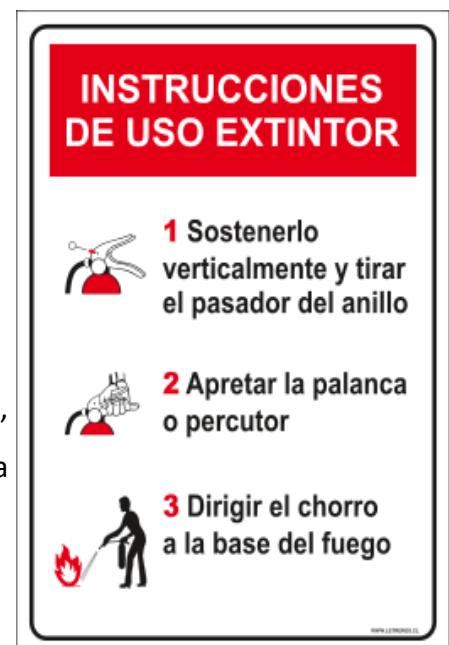 INSTRUCCIONES
DE USO EXTINTOR
1 Sostenerlo
verticalmente y tirar
el pasador del anillo
2 Apretar la palanca
o percutor
,
a
3 Dirigir el chorro
a la base del fuego